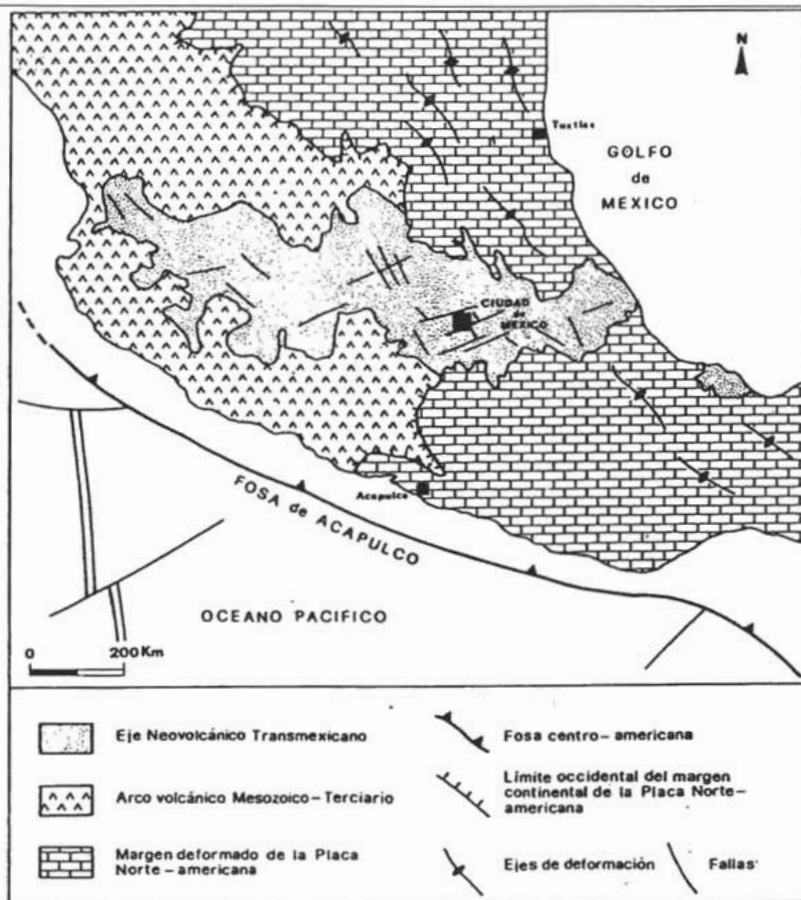 N
Tuxtlas
GOLFO
de
MEXICO
CIUDAD
de
MEXICO
Acapulco
FOSA de ACAPULCO
OCEANO PACIFICO
0 200 Km
Eje Neovolcánico Transmexicano
Arco volcánico Mesozoico-Terciario
Margen deformado de la Placa
Norte-americana
Fosa centro-americana
Límite occidental del margen
continental de la Placa Norte-
americana
Ejes de deformación
Fallas